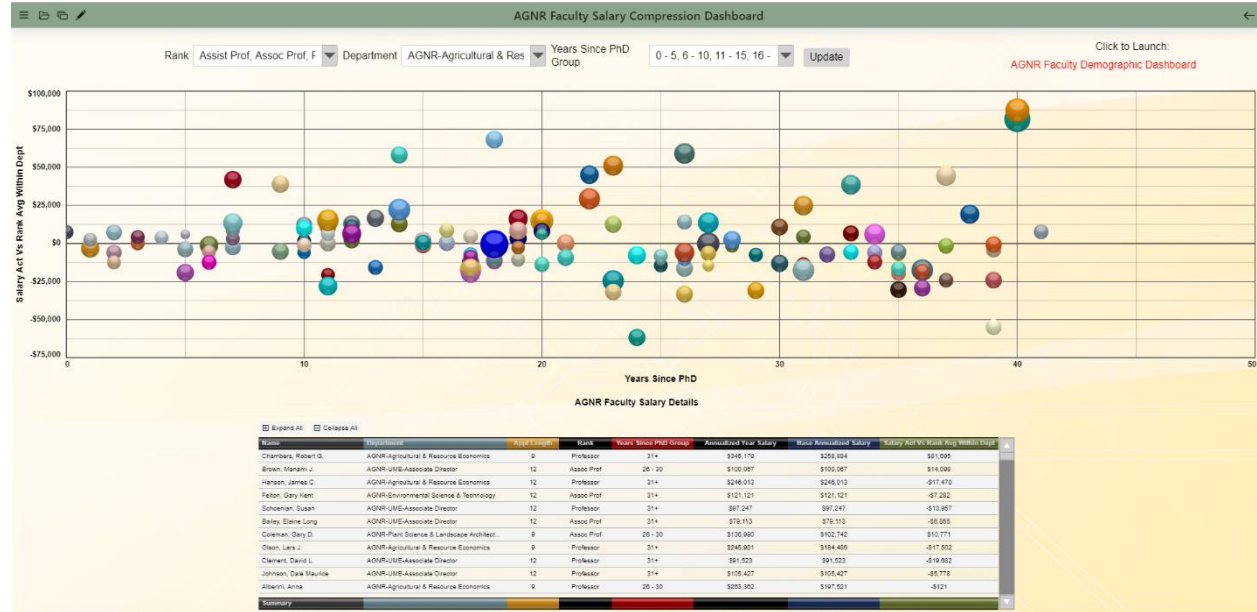 AGNR Faculty Salary Compression Dashboard
Rank Assist Prof, Assoc Prof, F Department AGNR-Agricultural & Res Years Since PhD Group 0 - 5, 6 - 10, 11 - 15, 16 - Update
Click to Launch:
AGNR Faculty Demographic Dashboard
Salary Act Vs Rank Avg Within Dept
$100,000
$75,000
$50,000
$25,000
$0
-$25,000
-$50,000
-$75,000
0 10 20 30 40 50
Years Since PhD
AGNR Faculty Salary Details
Expand All Collapse All
Name Department Appt Length Rank Years Since PhD Group Annualized Year Salary Base Annualized Salary Salary Act Vs Rank Avg Within Dept
Chambers, Robert G. AGNR-Agricultural & Resource Economics 9 Professor 31+ $345,179 $258,884 $81,695
Brown, Manami J. AGNR-UME-Associate Director 12 Assoc Prof 26 - 30 $100,067 $100,067 $14,098
Hanson, James C. AGNR-Agricultural & Resource Economics 12 Professor 31+ $246,013 $246,013 -$17,470
Felton, Gary Kent AGNR-Environmental Science & Technology 12 Assoc Prof 31+ $121,121 $121,121 -$7,282
Schoenian, Susan AGNR-UME-Associate Director 12 Professor 31+ $97,247 $97,247 -$13,957
Bailey, Elaine Long AGNR-UME-Associate Director 12 Assoc Prof 31+ $79,113 $79,113
Coleman, Gary D. AGNR-Plant Science & Landscape Architect... 9 Assoc Prof 26 - 30 $136,990 $102,742 $10,771
Olson, Lars J. AGNR-Agricultural & Resource Economics 9 Professor 31+ $245,981 $184,486 -$17,502
Clement, David L. AGNR-UME-Associate Director 12 Professor 31+ $91,523 $91,523 -$19,682
Johnson, Dale Maurice AGNR-UME-Associate Director 12 Professor 31+ $105,427 $105,427 -$5,778
Alberini, Anna AGNR-Agricultural & Resource Economics 9 Professor 26 - 30 $263,362 $197,521 -$121
Summary